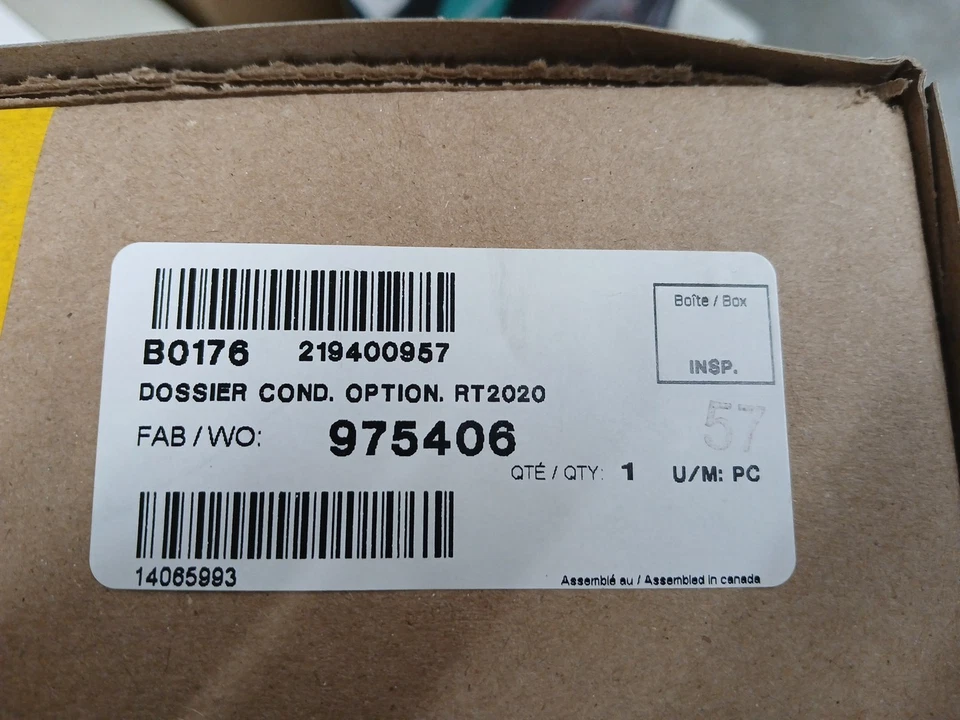 B0176 219400957
Boîte / Box
INSP.
DOSSIER COND. OPTION. RT2020
57
FAB / WO: 975406
QTÉ / QTY: 1 U/M: PC
14065993
Assemblé au / Assembled in canada